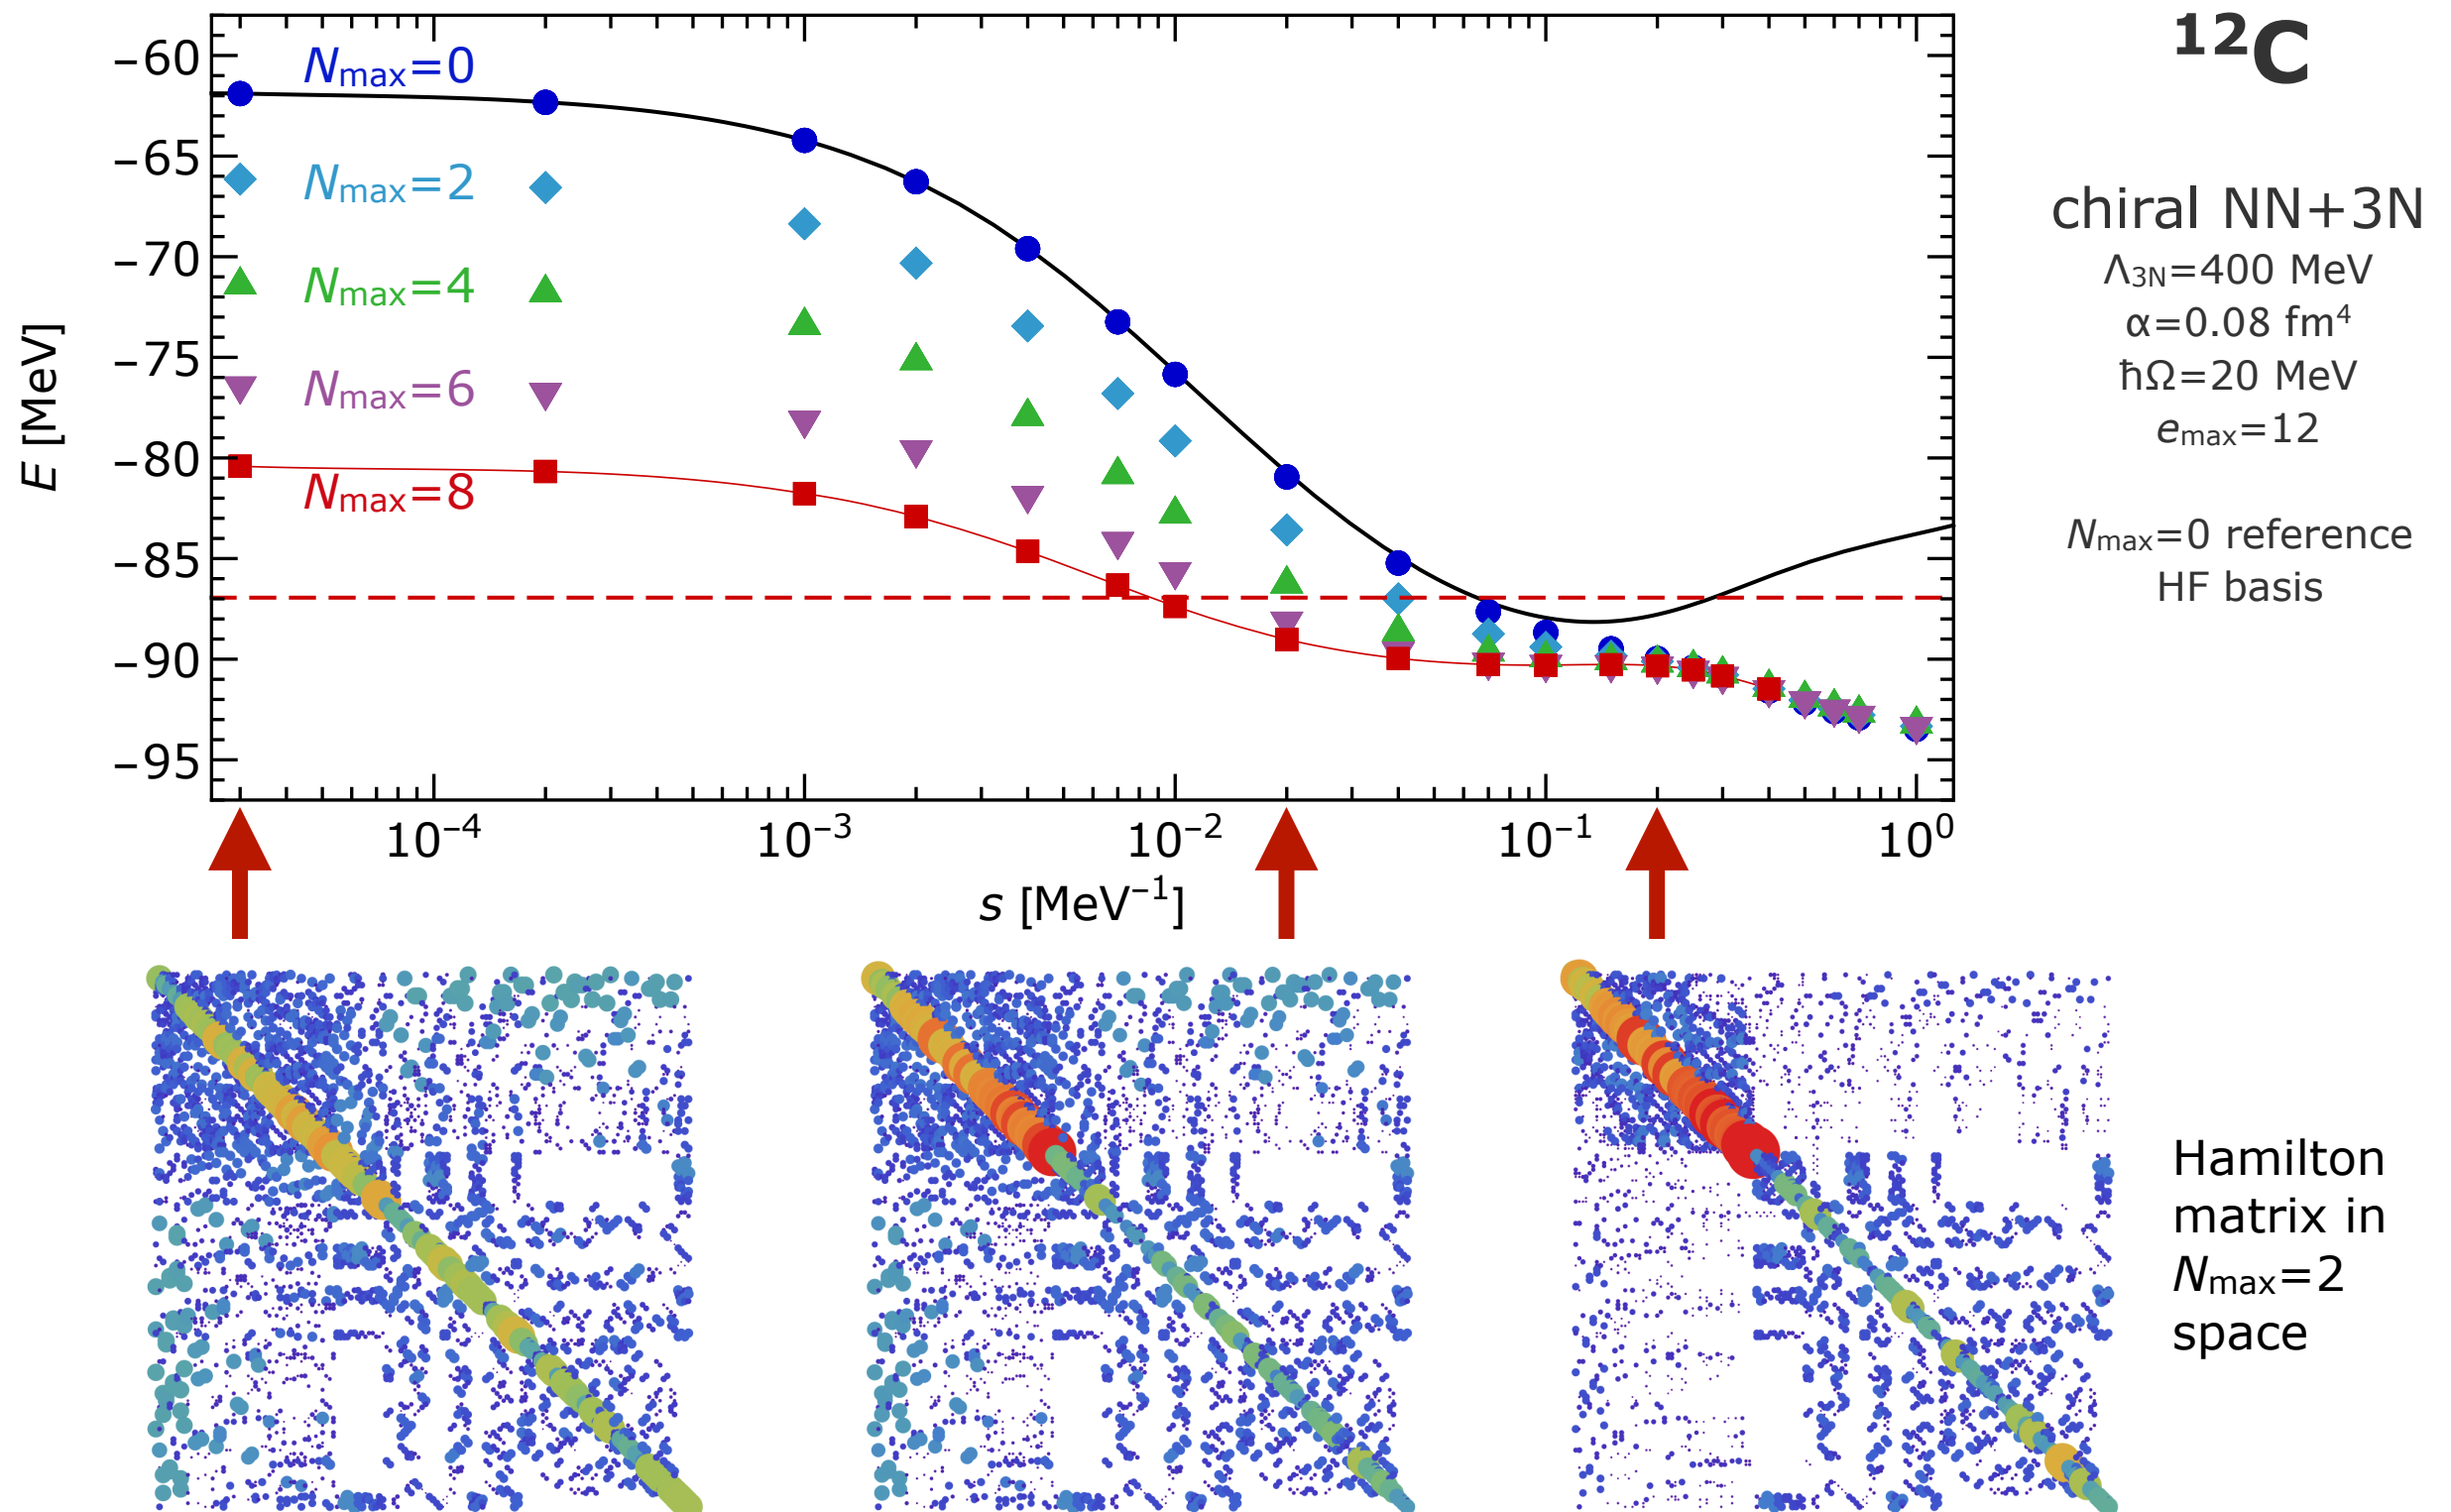 ¹²C
−60
−65
−70
−75
−80
−85
−90
−95
E [MeV]
Nmax=0
Nmax=2
Nmax=4
Nmax=6
Nmax=8
10⁻⁴
10⁻³
10⁻²
10⁻¹
10⁰
s [MeV⁻¹]
chiral NN+3N
Λ3N=400 MeV
α=0.08 fm⁴
ħΩ=20 MeV
emax=12
Nmax=0 reference
HF basis
Hamilton
matrix in
Nmax=2
space